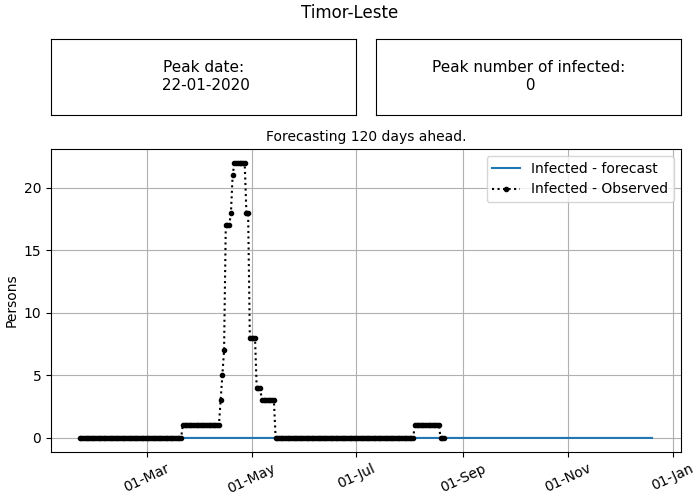 Timor-Leste
Peak date:
22-01-2020
Peak number of infected:
0
Forecasting 120 days ahead.
Infected - forecast
Infected - Observed
Persons
20
15
10
5
0
01-Mar
01-May
01-Jul
01-Sep
01-Nov
01-Jan